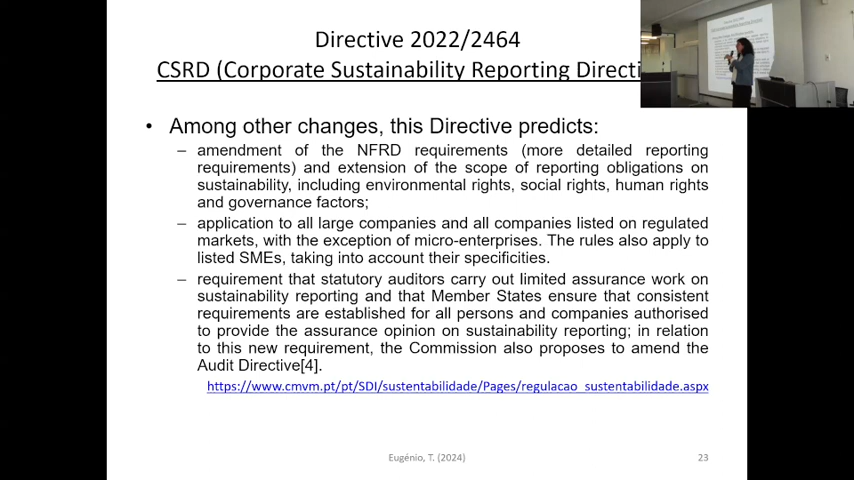 Directive 2022/2464
CSRD (Corporate Sustainability Reporting Directi
• Among other changes, this Directive predicts:
– amendment of the NFRD requirements (more detailed reporting
requirements) and extension of the scope of reporting obligations on
sustainability, including environmental rights, social rights, human rights
and governance factors;
– application to all large companies and all companies listed on regulated
markets, with the exception of micro-enterprises. The rules also apply to
listed SMEs, taking into account their specificities.
– requirement that statutory auditors carry out limited assurance work on
sustainability reporting and that Member States ensure that consistent
requirements are established for all persons and companies authorised
to provide the assurance opinion on sustainability reporting; in relation
to this new requirement, the Commission also proposes to amend the
Audit Directive[4].
https://www.cmvm.pt/pt/SDI/sustentabilidade/Pages/regulacao_sustentabilidade.aspx
Eugénio, T. (2024)
23